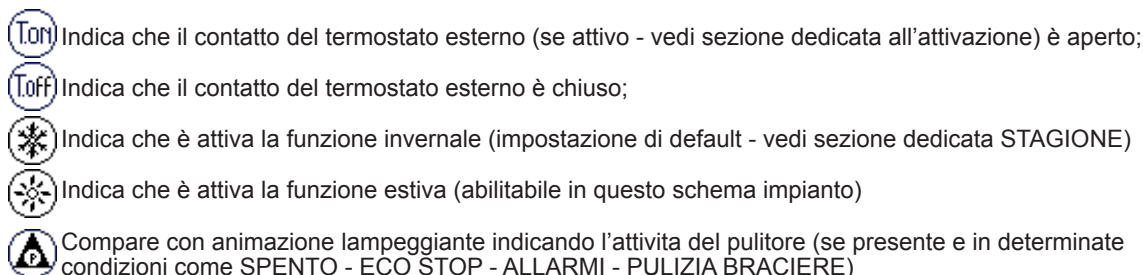 T.on Indica che il contatto del termostato esterno (se attivo - vedi sezione dedicata all'attivazione) è aperto;
T.off Indica che il contatto del termostato esterno è chiuso;
Indica che è attiva la funzione invernale (impostazione di default - vedi sezione dedicata STAGIONE)
Indica che è attiva la funzione estiva (abilitabile in questo schema impianto)
Compare con animazione lampeggiante indicando l'attivita del pulitore (se presente e in determinate
condizioni come SPENTO - ECO STOP - ALLARMI - PULIZIA BRACIERE)